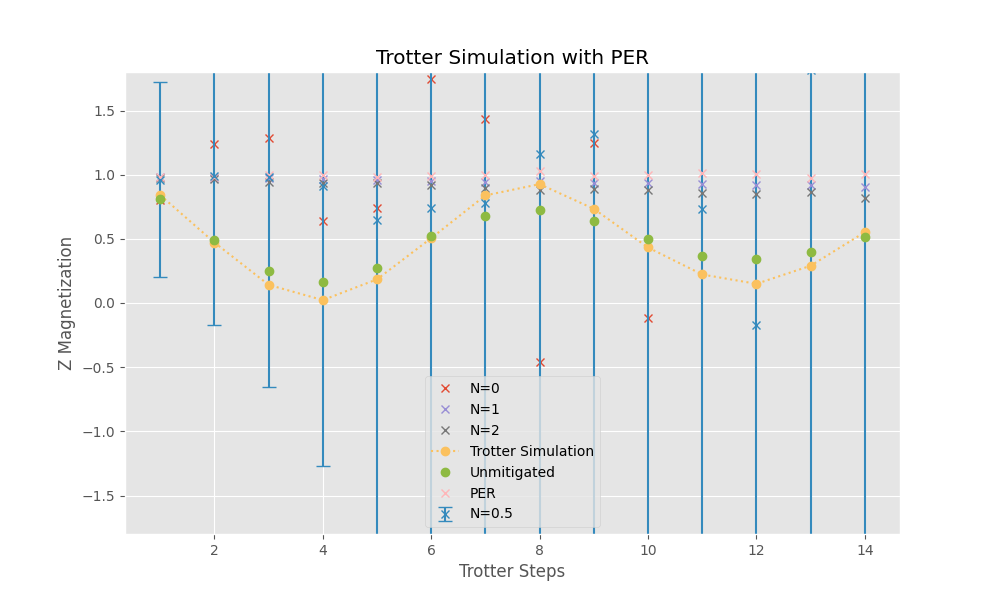 Trotter Simulation with PER
Z Magnetization
1.5
1.0
0.5
0.0
−0.5
−1.0
−1.5
N=0
N=1
N=2
Trotter Simulation
Unmitigated
PER
N=0.5
2
4
6
8
10
12
14
Trotter Steps